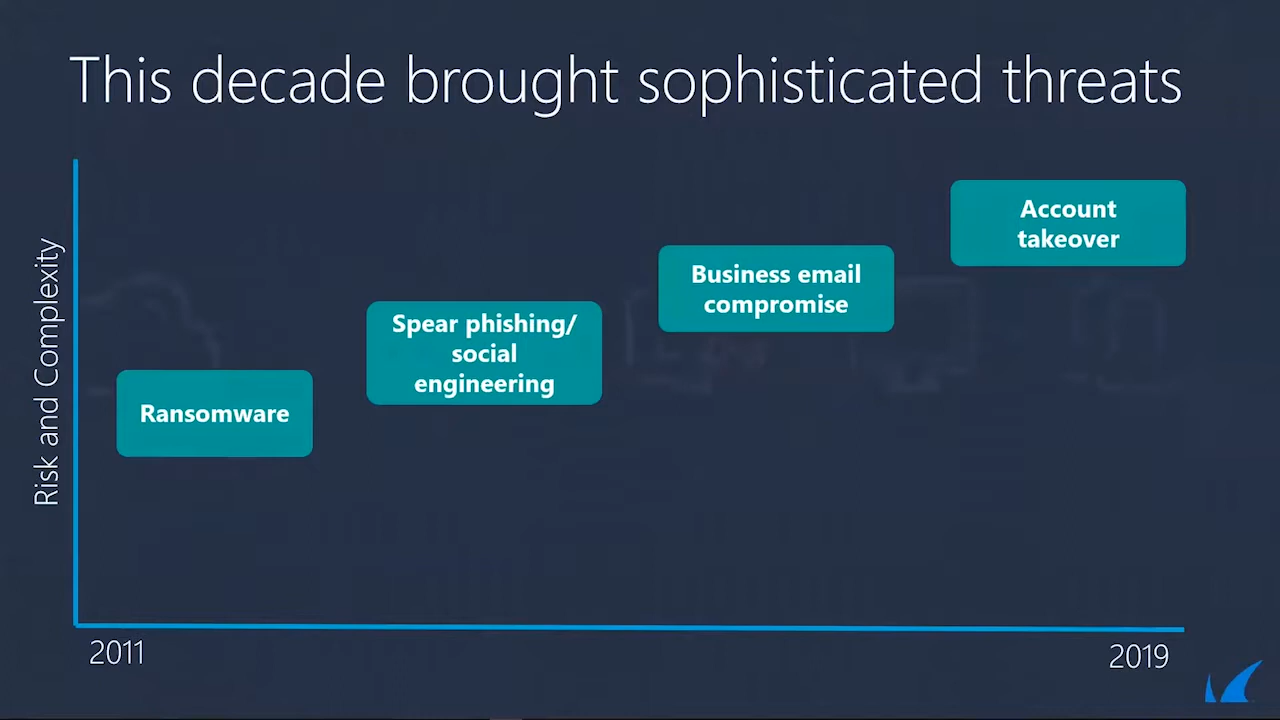 This decade brought sophisticated threats
Risk and Complexity
Account
takeover
Business email
compromise
Spear phishing/
social
engineering
Ransomware
2011
2019